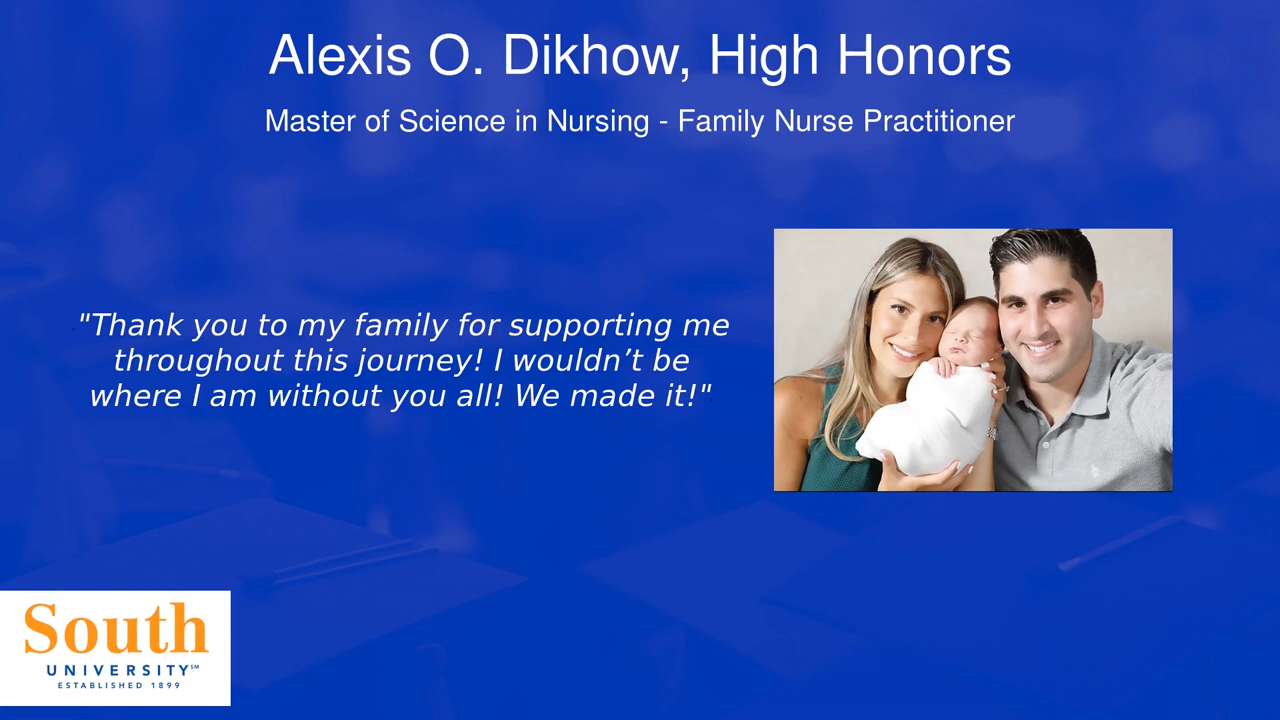 Alexis O. Dikhow, High Honors
Master of Science in Nursing - Family Nurse Practitioner
"Thank you to my family for supporting me
throughout this journey! I wouldn’t be
where I am without you all! We made it!"
South
UNIVERSITY℠
ESTABLISHED 1899